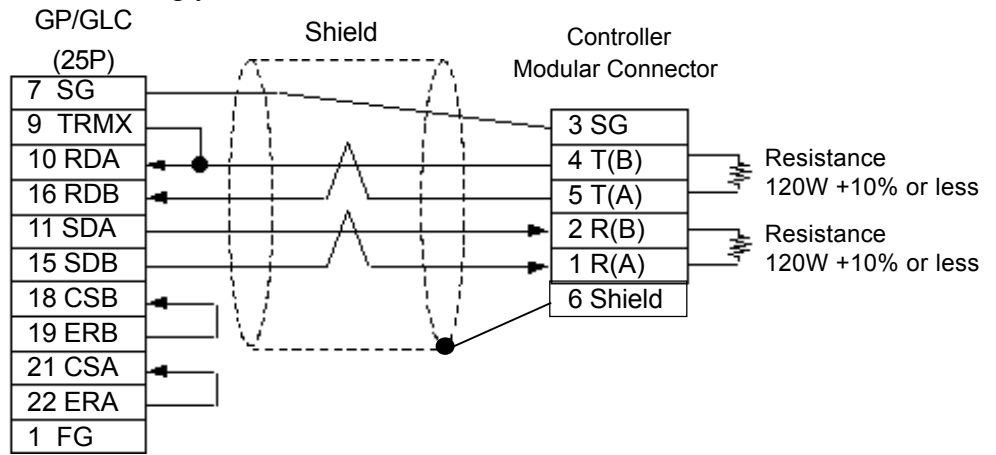 GP/GLC
(25P)
Shield
Controller
Modular Connector
7 SG
9 TRMX
10 RDA
16 RDB
11 SDA
15 SDB
18 CSB
19 ERB
21 CSA
22 ERA
1 FG
3 SG
4 T(B)
5 T(A)
2 R(B)
1 R(A)
6 Shield
Resistance
120W +10% or less
Resistance
120W +10% or less